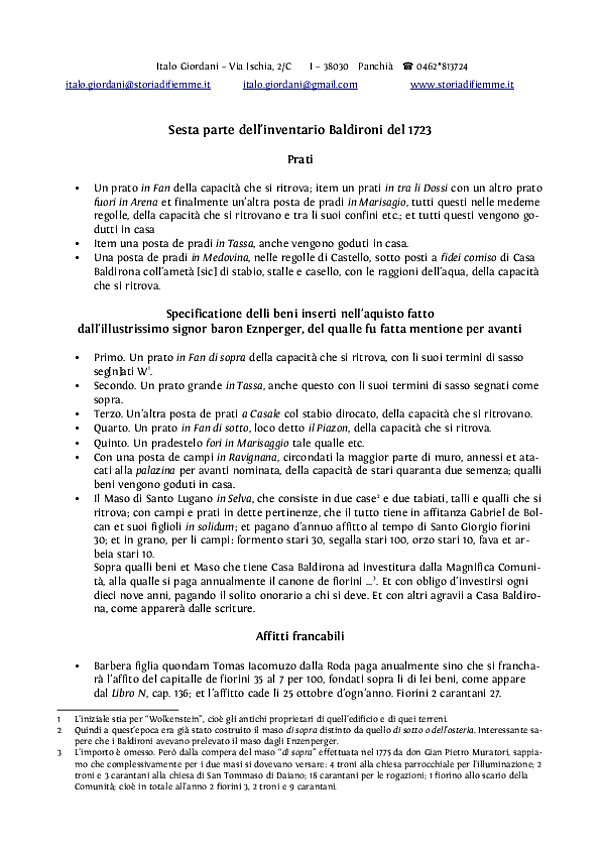 Italo Giordani – Via Ischia, 2/C I – 38030 Panchià ☎ 0462*813724
italo.giordani@storiadifiemme.it italo.giordani@gmail.com www.storiadifiemme.it
Sesta parte dell'inventario Baldironi del 1723
Prati
• Un prato in Fan della capacità che si ritrova; item un prati in tra li Dossi con un altro prato
fuori in Arena et finalmente un'altra posta de pradi in Marisagio, tutti questi nelle medeme
regolle, della capacità che si ritrovano e tra li suoi confini etc.; et tutti questi vengono go-
dutti in casa
• Item una posta de pradi in Tassa, anche vengono goduti in casa.
• Una posta de pradi in Medovina, nelle regolle di Castello, sotto posti a fidei comiso di Casa
Baldirona coll'ametà [sic] di stabio, stalle e casello, con le raggioni dell'aqua, della capacità
che si ritrova.
Specificatione delli beni inserti nell'aquisto fatto
dall'illustrissimo signor baron Eznperger, del qualle fu fatta mentione per avanti
• Primo. Un prato in Fan di sopra della capacità che si ritrova, con li suoi termini di sasso
seg[n]ati W¹.
• Secondo. Un prato grande in Tassa, anche questo con li suoi termini di sasso segnati come
sopra.
• Terzo. Un'altra posta de prati a Casale col stabio dirocato, della capacità che si ritrovano.
• Quarto. Un prato in Fan di sotto, loco detto il Piazon, della capacità che si ritrova.
• Quinto. Un pradestelo fori in Marisaggio tale qualle etc.
• Con una posta de campi in Ravignana, circondati la maggior parte di muro, annessi et ata-
cati alla palazina per avanti nominata, della capacità de stari quaranta due semenza; qualli
beni vengono goduti in casa.
• Il Maso di Santo Lugano in Selva, che consiste in due case² e due tabiati, talli e qualli che si
ritrova; con campi e prati in dette pertinenze, che il tutto tiene in affitanza Gabriel de Bol-
can et suoi figlioli in solidum; et pagano d'annuo affitto al tempo di Santo Giorgio fiorini
30; et in grano, per li campi: formento stari 30, segalla stari 100, orzo stari 10, fava et ar-
beia stari 10.
Sopra qualli beni et Maso che tiene Casa Baldirona ad investitura dalla Magnifica Comuni-
tà, alla qualle si paga annualmente il canone de fiorini ...³. Et con obligo d'investirsi ogni
dieci nove anni, pagando il solito onorario a chi si deve. Et con altri agravii a Casa Baldiro-
na, come apparerà dalle scriture.
Affitti francabili
• Barbera figlia quondam Tomas Iacomuzo dalla Roda paga anualmente sino che si francha-
rà l'affito del capitalle de fiorini 35 al 7 per 100, fondati sopra li di lei beni, come appare
dal Libro N, cap. 136; et l'affitto cade li 25 ottobre d'ogn'anno. Fiorini 2 carantani 27.
1 L'iniziale stia per "Wolkenstein", cioè gli antichi proprietari di quell'edificio e di quei terreni.
2 Quindi a quest'epoca era già stato costruito il maso di sopra distinto da quello di sotto o dell'osteria. Interessante sa-
pere che i Baldironi avevano prelevato il maso dagli Enzenperger.
3 L'importo è omesso. Però dalla compera del maso "di sopra" effettuata nel 1775 da don Gian Pietro Muratori, sappia-
mo che complessivamente per i due masi si dovevano versare: 4 troni alla chiesa parrocchiale per l'illuminazione; 2
troni e 3 carantani alla chiesa di San Tommaso di Daiano; 18 carantani per le rogazioni; 1 fiorino allo scario della
Comunità; cioè in totale all'anno 2 fiorini 3, 2 troni e 9 carantani.